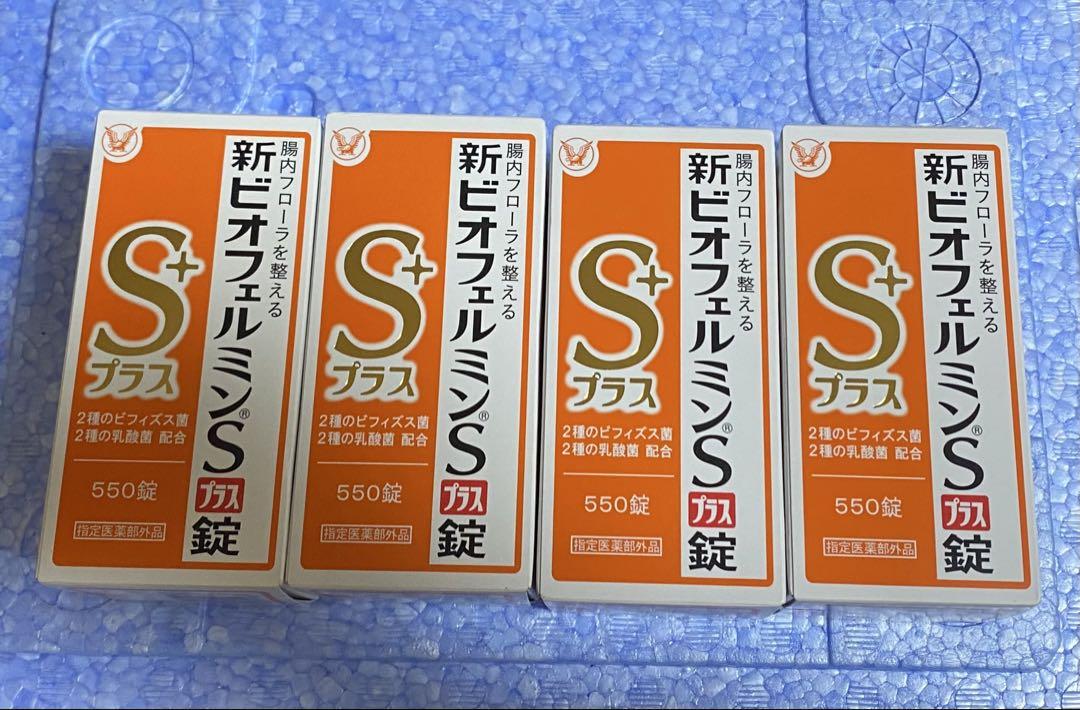 腸内フローラを整える
新ビオフェルミン®Sプラス錠
S+
プラス
2種のビフィズス菌
2種の乳酸菌 配合
550錠
指定医薬部外品
腸内フローラを整える
新ビオフェルミン®Sプラス錠
S+
プラス
2種のビフィズス菌
2種の乳酸菌 配合
550錠
指定医薬部外品
腸内フローラを整える
新ビオフェルミン®Sプラス錠
S+
プラス
2種のビフィズス菌
2種の乳酸菌 配合
550錠
指定医薬部外品
腸内フローラを整える
新ビオフェルミン®Sプラス錠
S+
プラス
2種のビフィズス菌
2種の乳酸菌 配合
550錠
指定医薬部外品